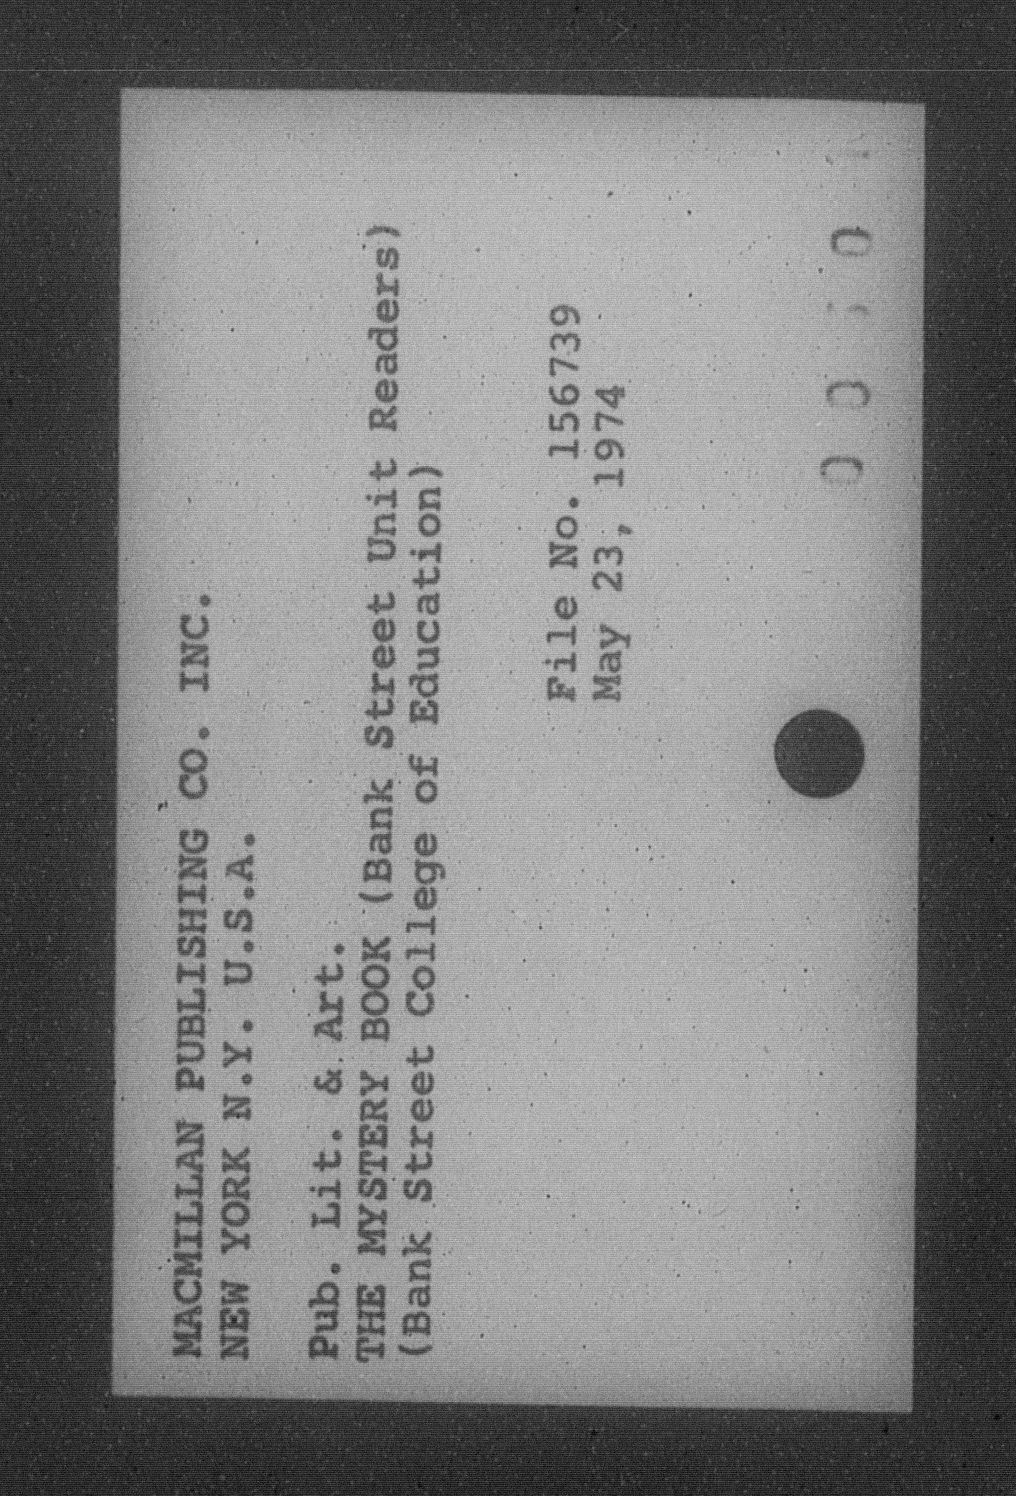 MACMILLAN PUBLISHING CO. INC.
NEW YORK N.Y. U.S.A.
Pub. Lit. & Art.
THE MYSTERY BOOK (Bank Street Unit Readers)
(Bank Street College of Education)
File No. 156739
May 23, 1974